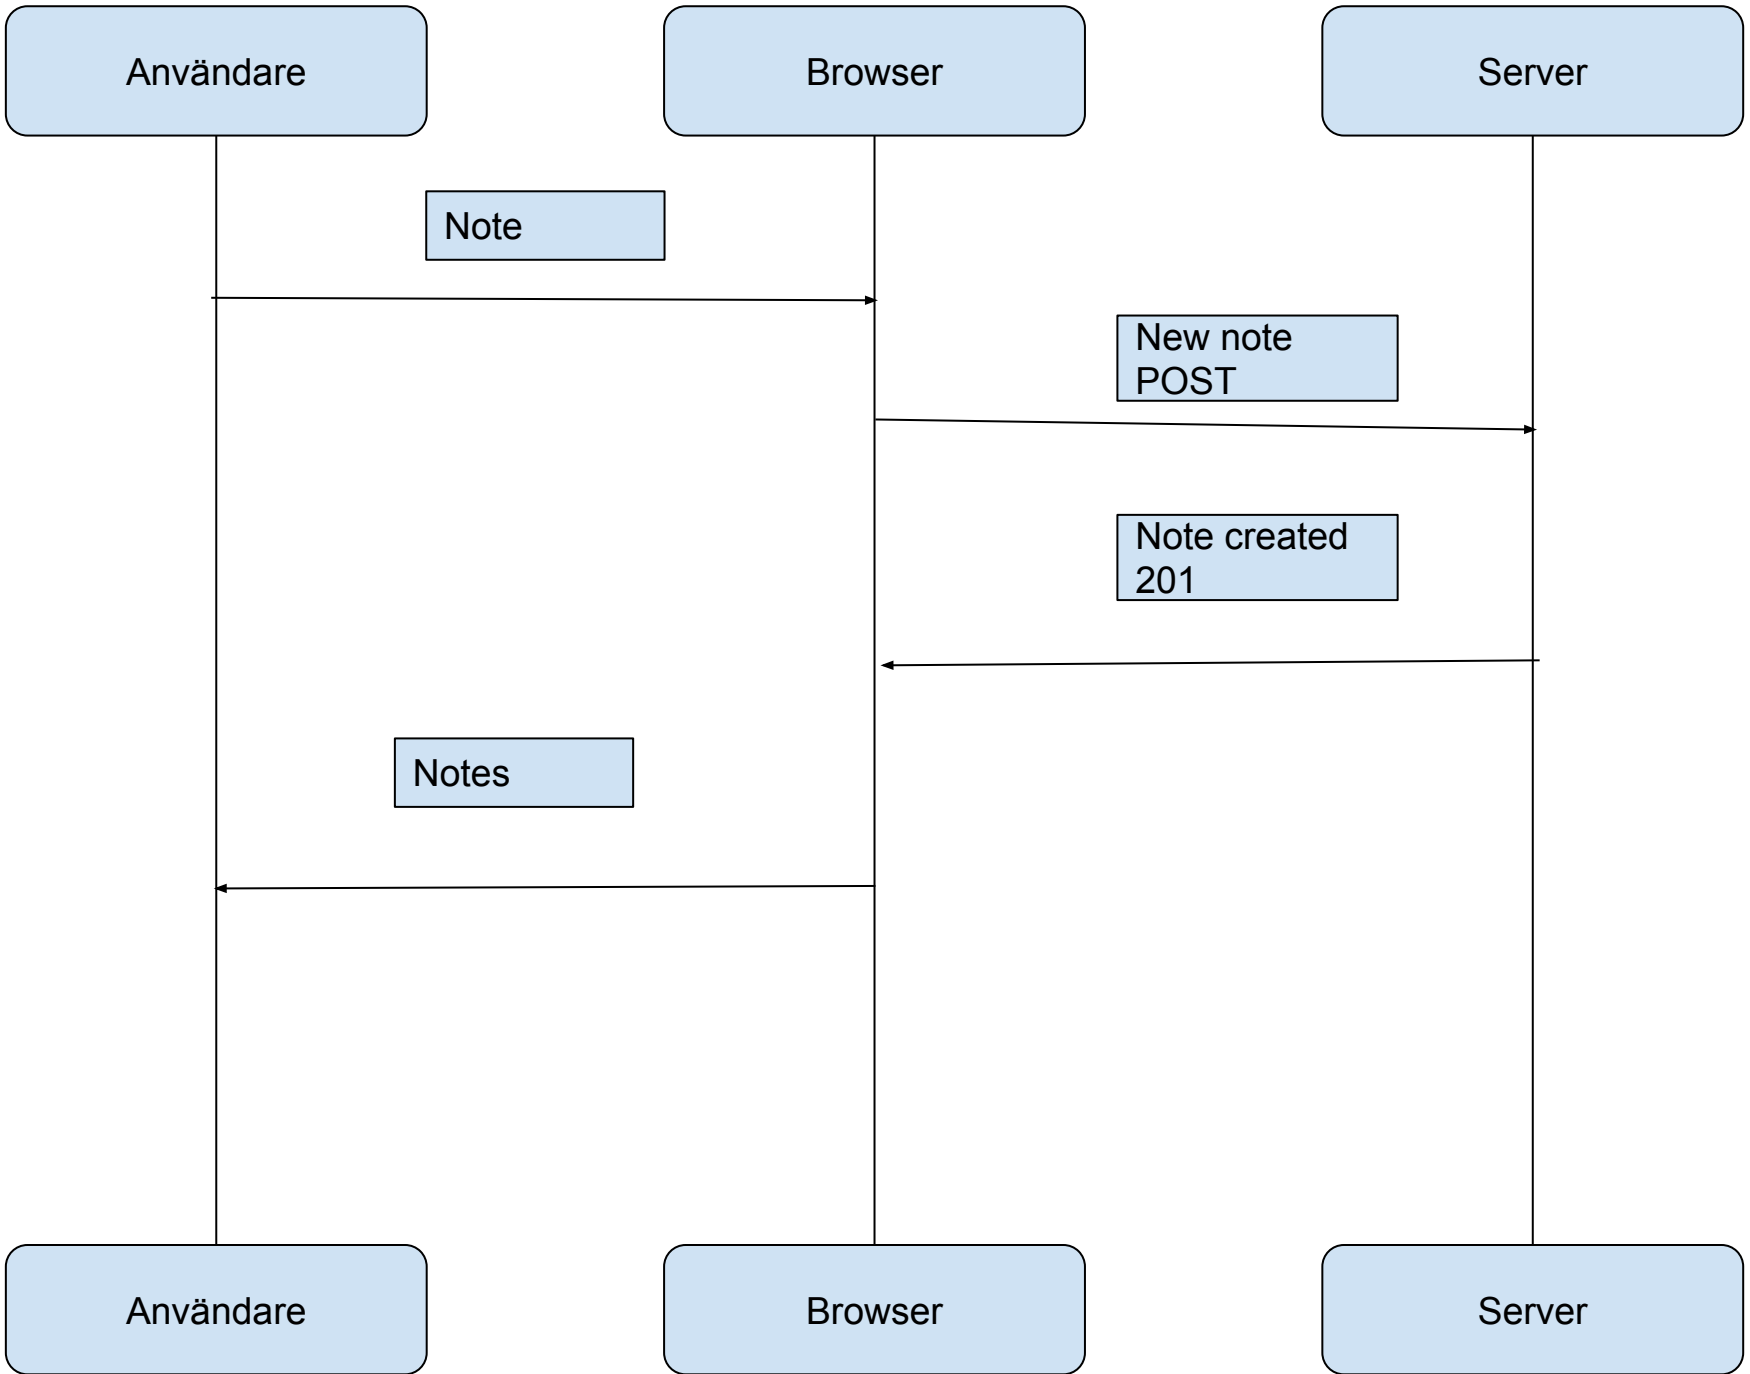 Användare
Browser
Server
Note
New note
POST
Note created
201
Notes
Användare
Browser
Server